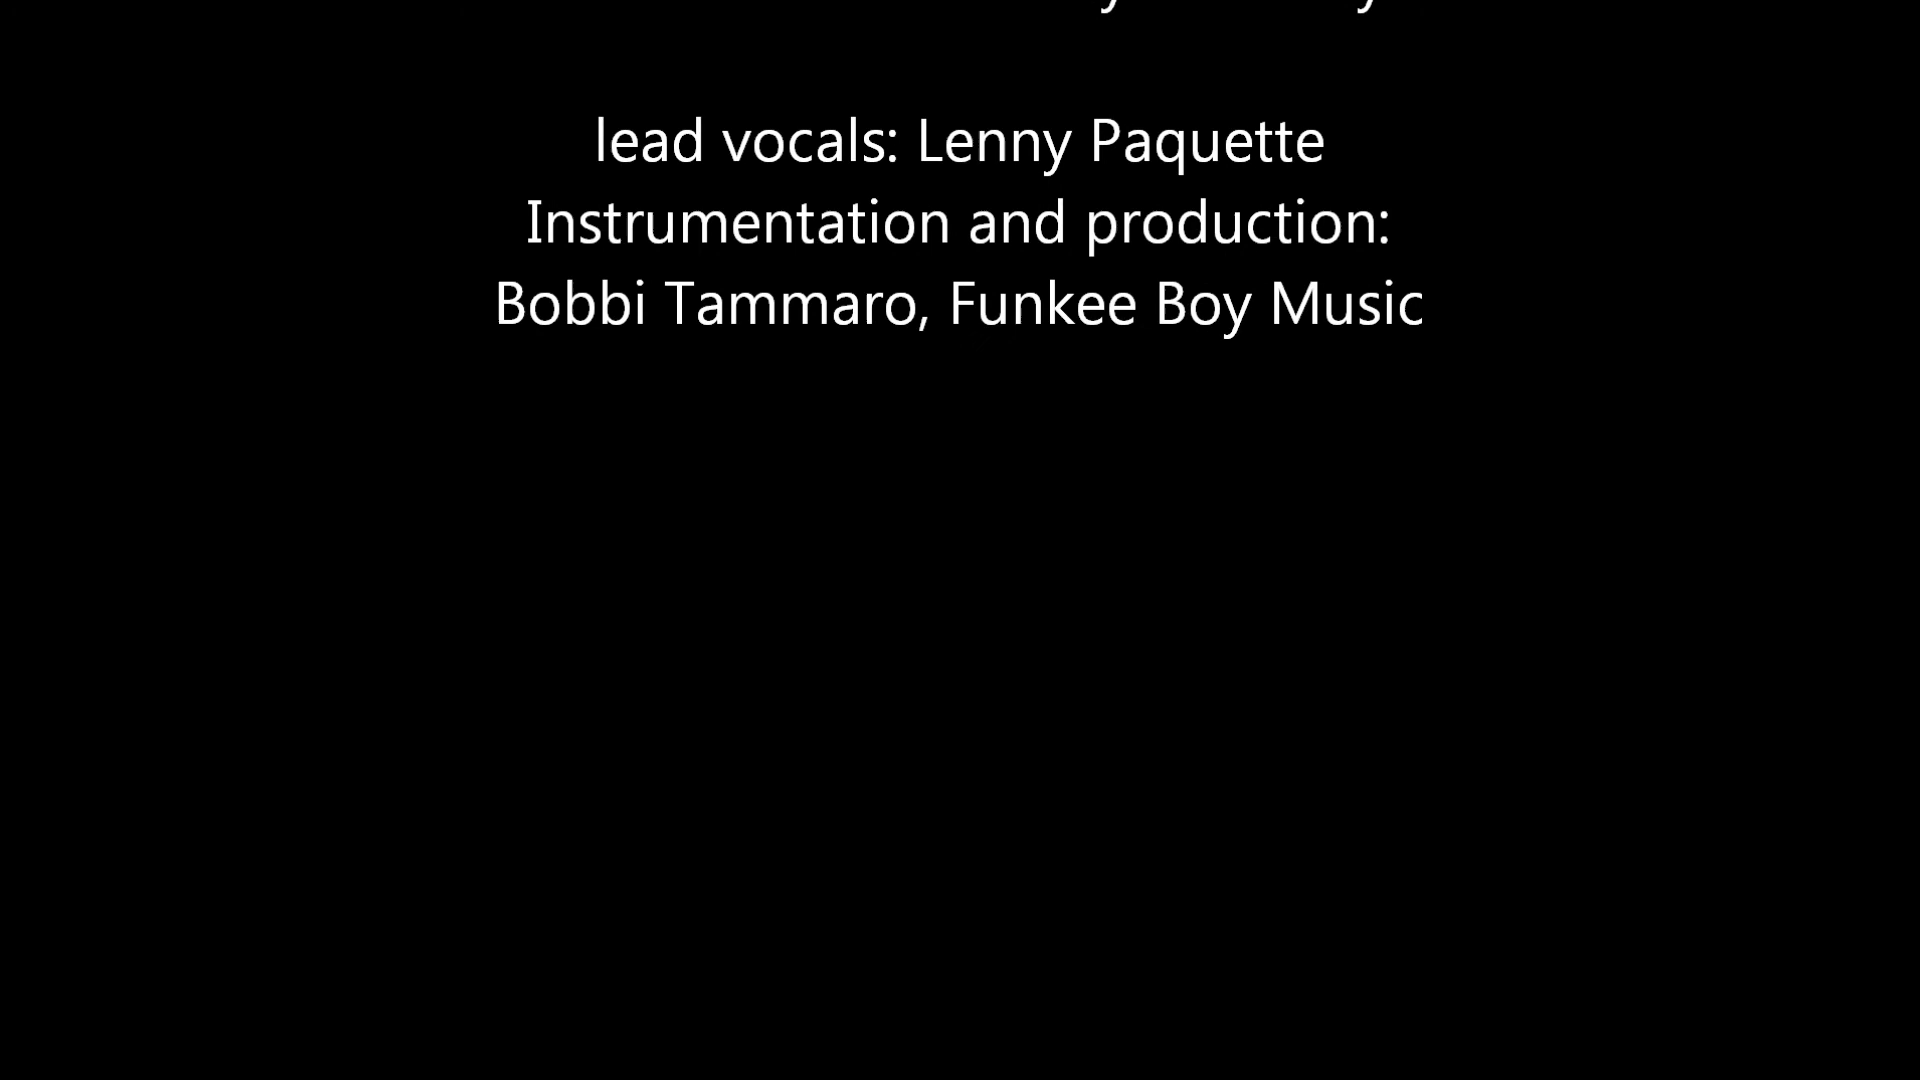 lead vocals: Lenny Paquette
Instrumentation and production:
Bobbi Tammaro, Funkee Boy Music